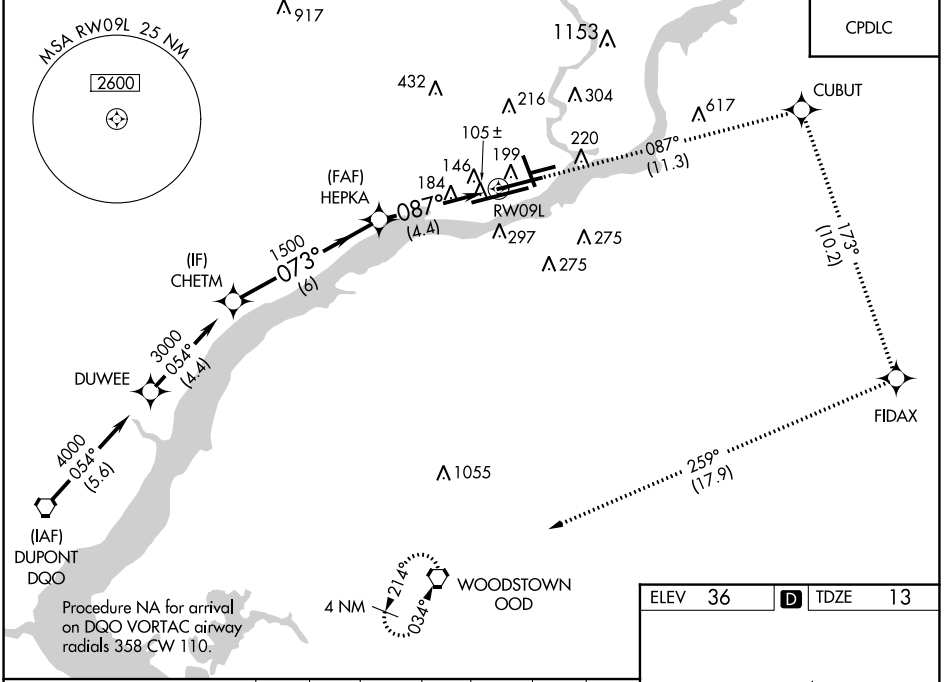 917
MSA RW09L 25 NM
2600
1153
CPDLC
432
216
304
617
CUBUT
105 ±
220
146
199
184
087°
(11.3)
(FAF)
HEPKA
087°
(4.4)
RW09L
297
275
275
173°
(10.2)
(IF)
CHETM
1500
073°
(6)
3000
054°
(4.4)
DUWEE
4000
054°
(5.6)
(IAF)
DUPONT
DQO
1055
FIDAX
259°
(17.9)
4 NM
214°
034°
WOODSTOWN
OOD
Procedure NA for arrival
on DQO VORTAC airway
radials 358 CW 110.
ELEV 36 D TDZE 13